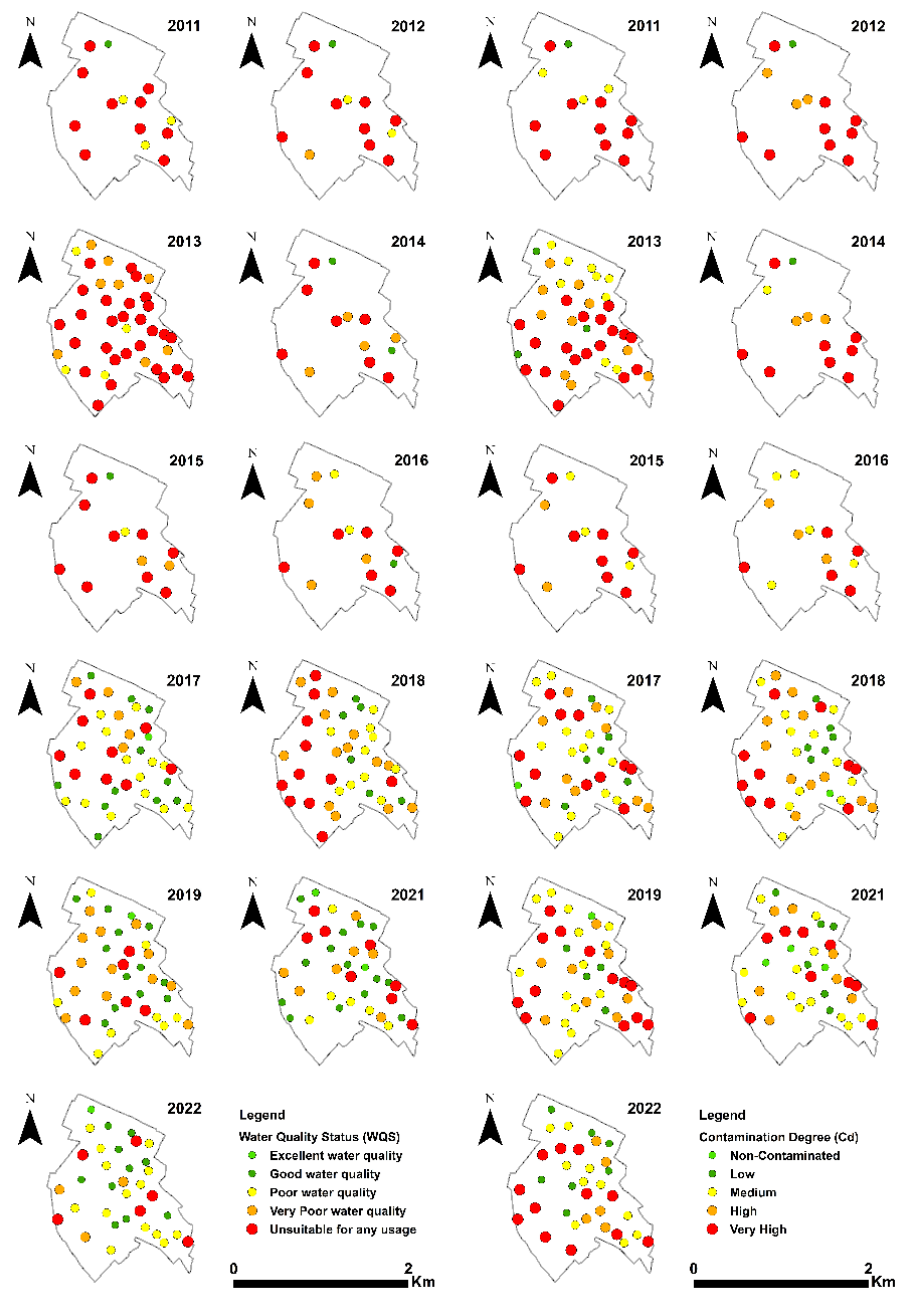 N 2011 N 2012 N 2011 N 2012
N 2013 N 2014 N 2013 N 2014
N 2015 N 2016 N 2015 N 2016
N 2017 N 2018 N 2017 N 2018
N 2019 N 2021 N 2019 N 2021
N 2022
Legend
Water Quality Status (WQS)
Excellent water quality
Good water quality
Poor water quality
Very Poor water quality
Unsuitable for any usage
0 2
Km
N 2022
Legend
Contamination Degree (Cd)
Non-Contaminated
Low
Medium
High
Very High
0 2
Km